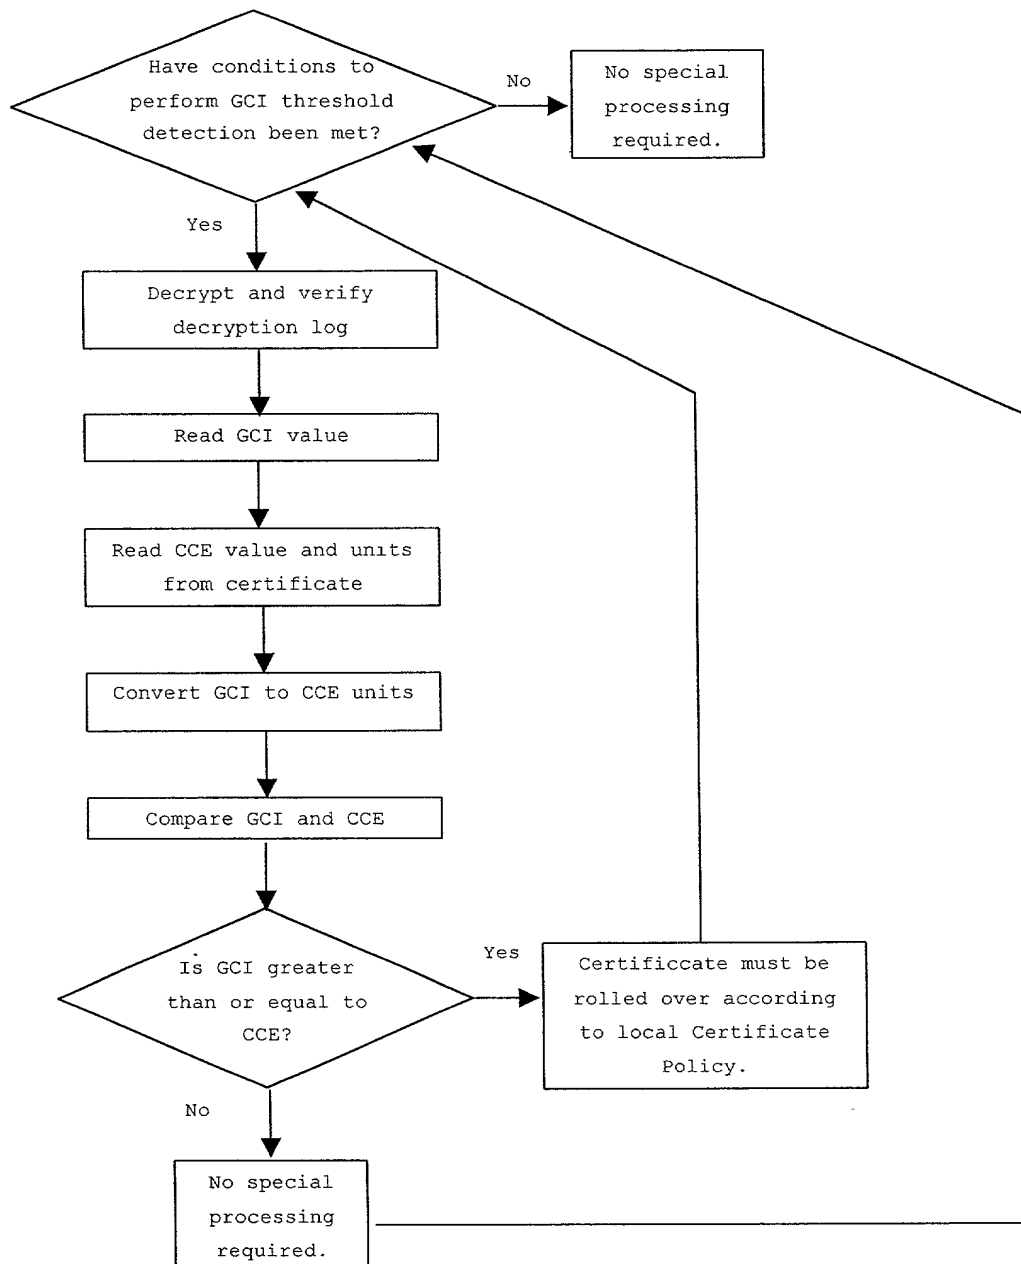 Have conditions to
perform GCI threshold
detection been met?
No
No special
processing
required.
Yes
Decrypt and verify
decryption log
Read GCI value
Read CCE value and units
from certificate
Convert GCI to CCE units
Compare GCI and CCE
Is GCI greater
than or equal to
CCE?
Yes
Certificcate must be
rolled over according
to local Certificate
Policy.
No
No special
processing
required.